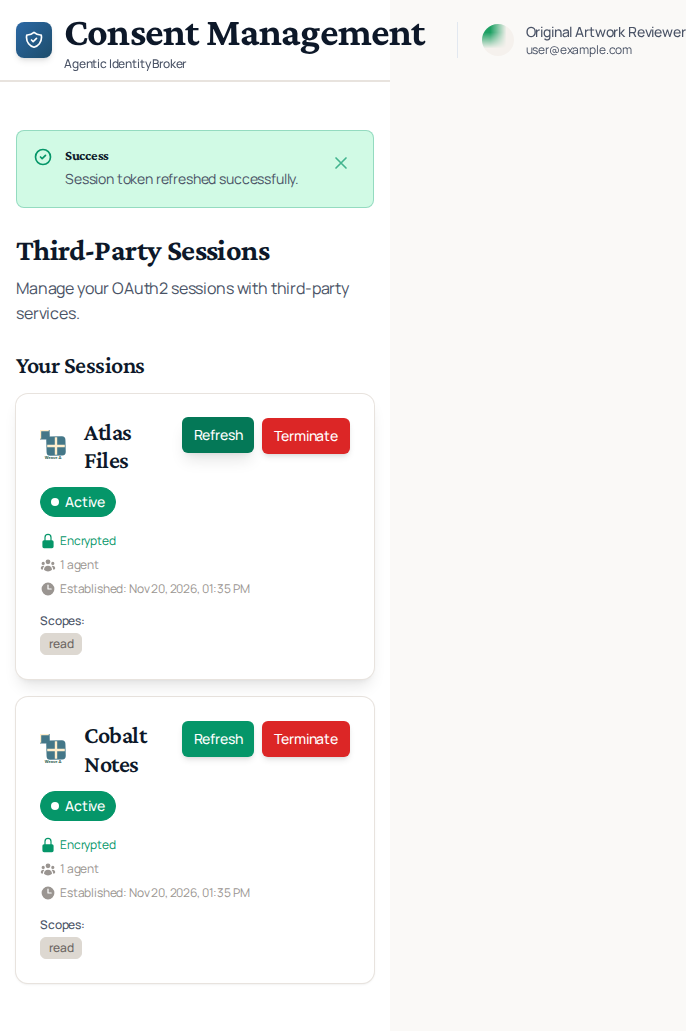 Consent Management
Agentic Identity Broker
Original Artwork Reviewer
user@example.com
Success
Session token refreshed successfully.
Third-Party Sessions
Manage your OAuth2 sessions with third-party
services.
Your Sessions
Atlas
Files
Refresh
Terminate
Active
Encrypted
1 agent
Established: Nov 20, 2026, 01:35 PM
Scopes:
read
Cobalt
Notes
Refresh
Terminate
Active
Encrypted
1 agent
Established: Nov 20, 2026, 01:35 PM
Scopes:
read